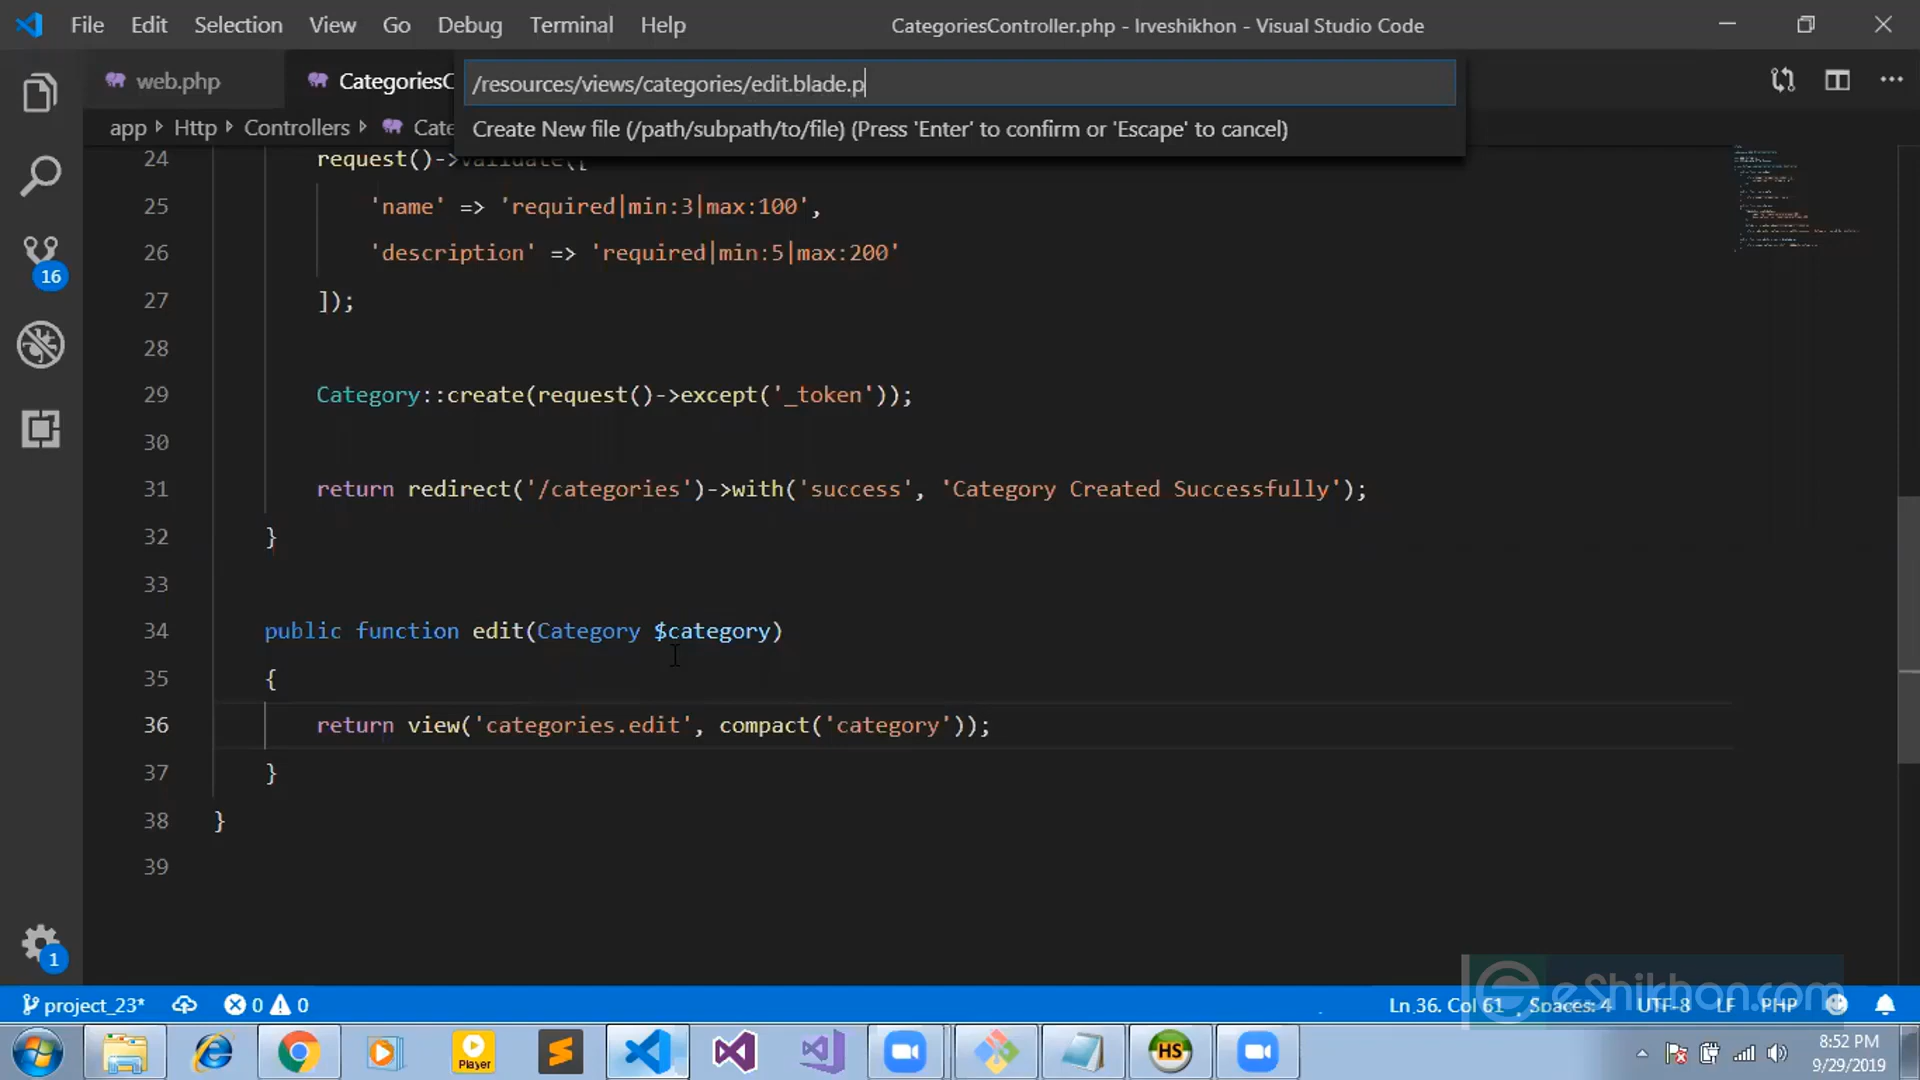 File Edit Selection View Go Debug Terminal Help
CategoriesController.php - Irveshikhon - Visual Studio Code
web.php
CategoriesC
/resources/views/categories/edit.blade.p
Create New file (/path/subpath/to/file) (Press 'Enter' to confirm or 'Escape' to cancel)
app Http Controllers Cate
24 request()->validate([
25 'name' => 'required|min:3|max:100',
26 'description' => 'required|min:5|max:200'
27 ]);
28
29 Category::create(request()->except('_token'));
30
31 return redirect('/categories')->with('success', 'Category Created Successfully');
32 }
33
34 public function edit(Category $category)
35 {
36 return view('categories.edit', compact('category'));
37 }
38 }
39
16
1
eShikhon.com
project_23* 0 0 Ln 36, Col 61 Spaces: 4 UTF-8 LF PHP
Player
HS
8:52 PM
9/29/2019